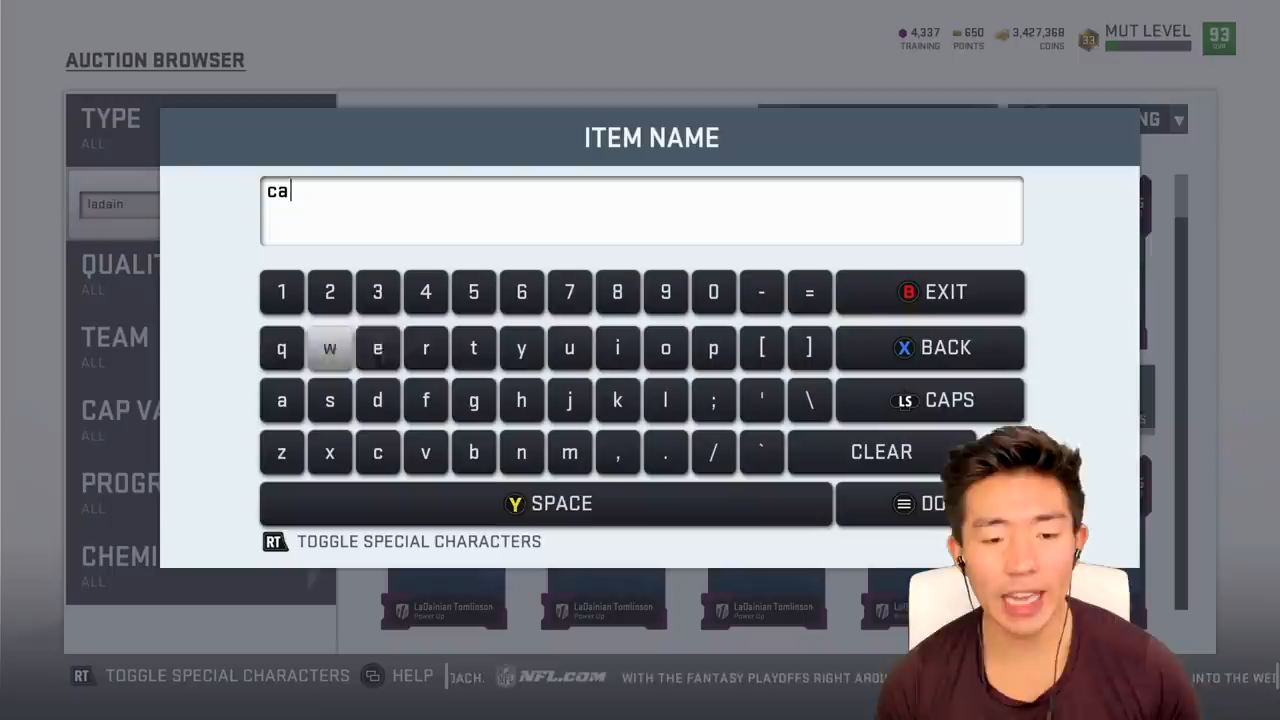 AUCTION BROWSER
4,337 TRAINING
650 POINTS
3,427,368 COINS
33
MUT LEVEL
93 OVR
TYPE
ALL
ladain
QUALIT
ALL
TEAM
ALL
CAP VA
ALL
PROGR
ALL
CHEMI
ALL
NG
ITEM NAME
ca
1 2 3 4 5 6 7 8 9 0 - = B EXIT
q w e r t y u i o p [ ] X BACK
a s d f g h j k l ; ' \ LS CAPS
z x c v b n m , . / ` CLEAR
Y SPACE DO
RT TOGGLE SPECIAL CHARACTERS
LaDainian Tomlinson
Power Up
LaDainian Tomlinson
Power Up
LaDainian Tomlinson
Power Up
RT TOGGLE SPECIAL CHARACTERS HELP
NFL.COM WITH THE FANTASY PLAYOFFS RIGHT INTO THE